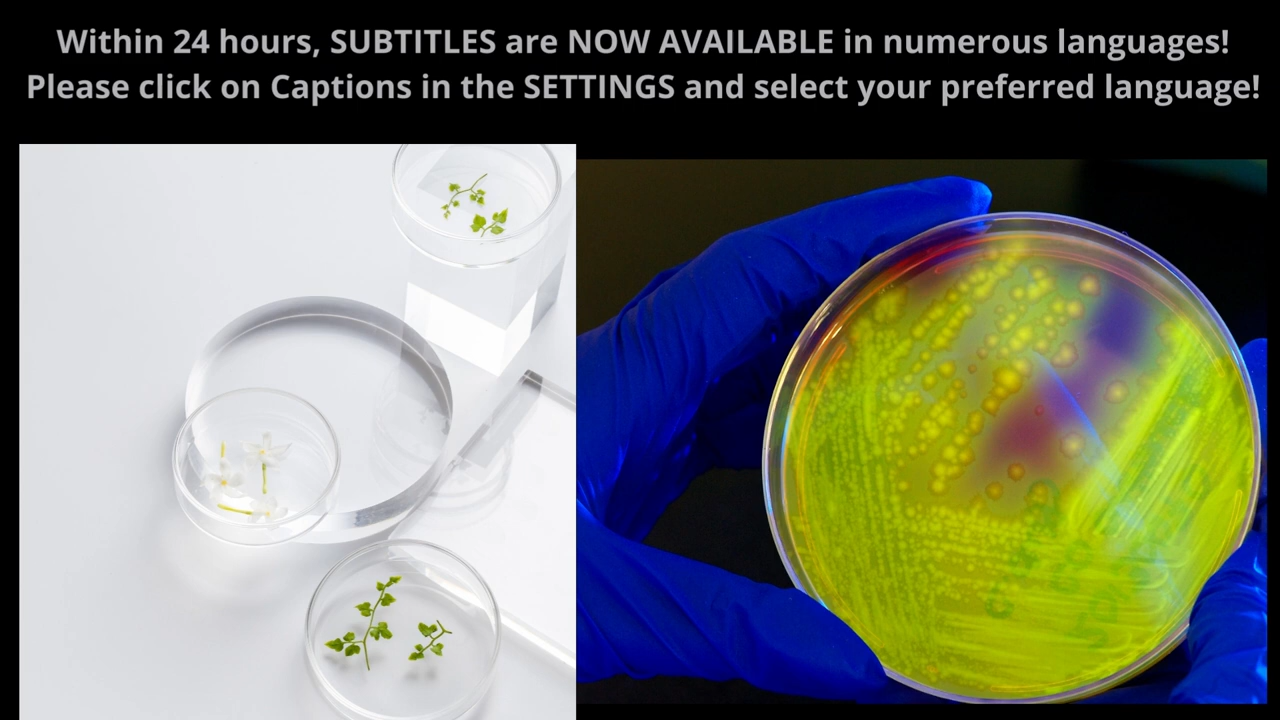 Within 24 hours, SUBTITLES are NOW AVAILABLE in numerous languages!
Please click on Captions in the SETTINGS and select your preferred language!